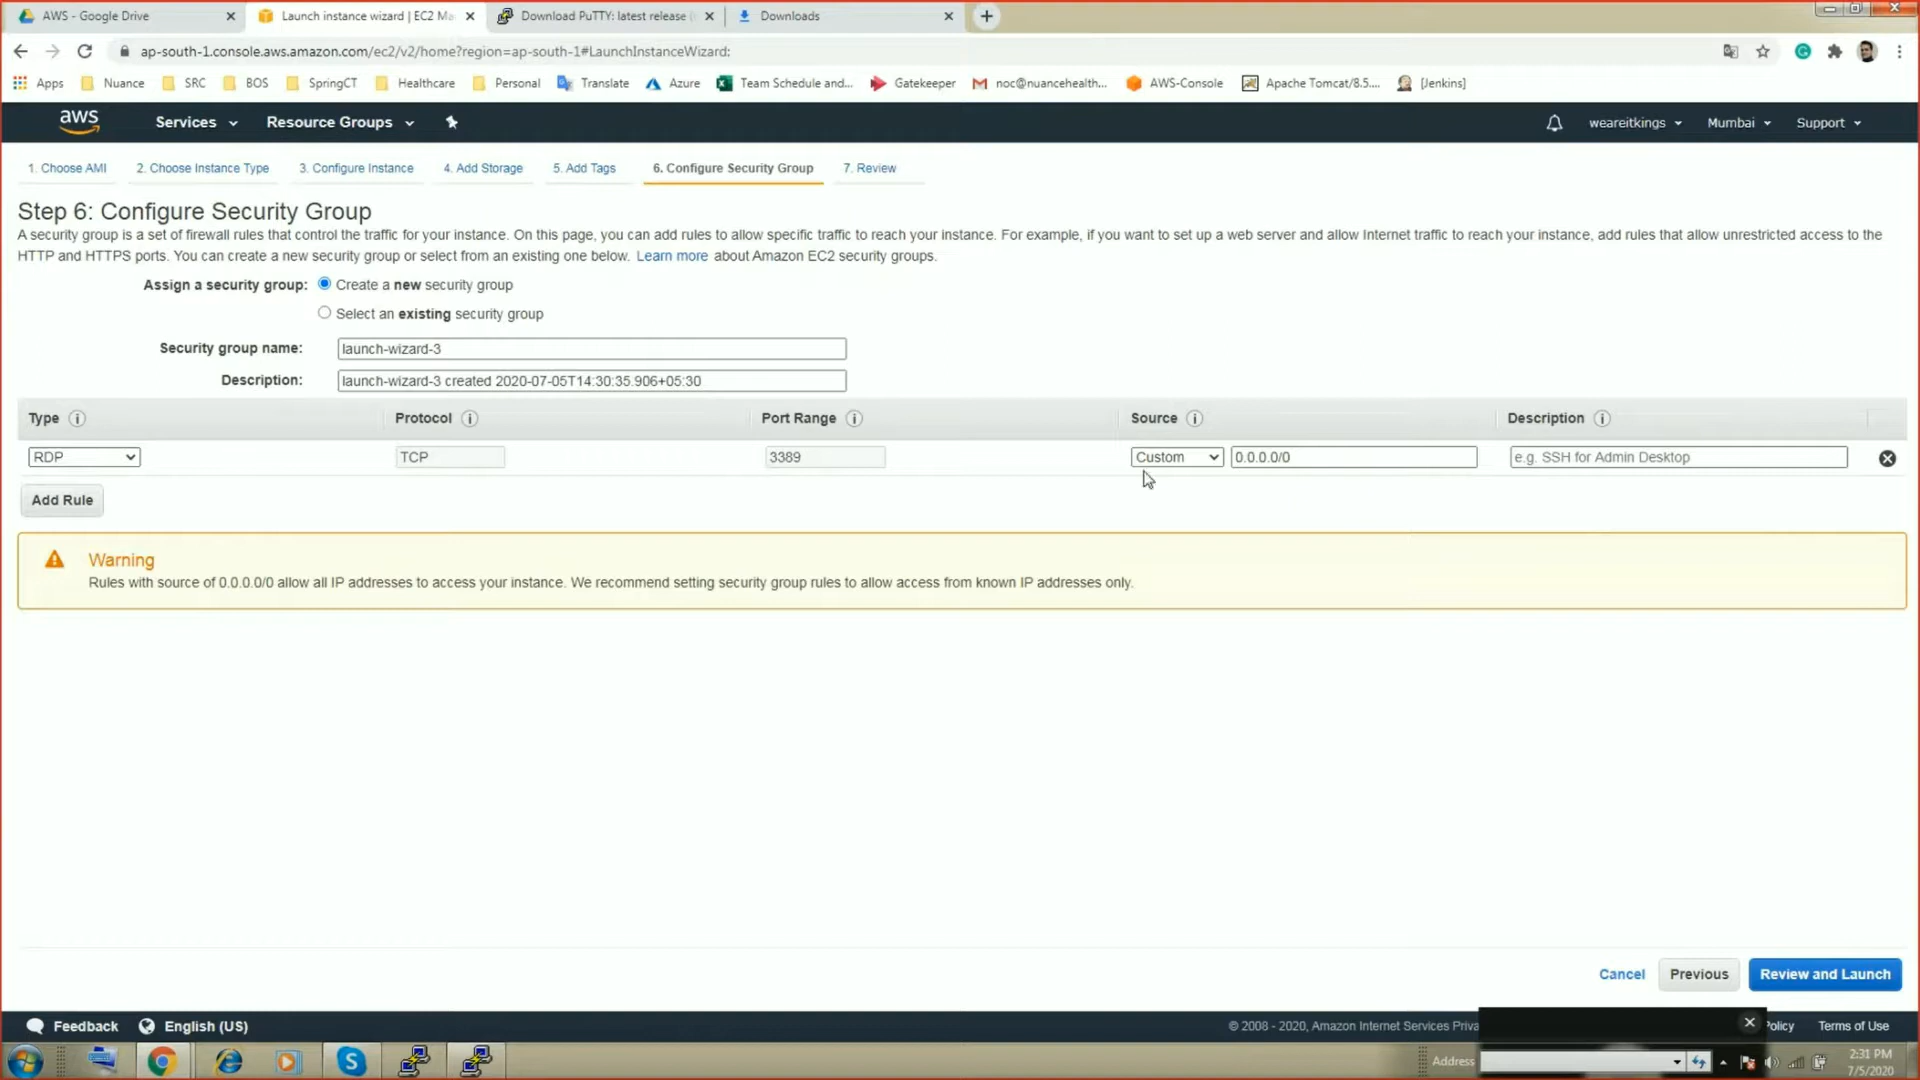 AWS - Google Drive
Launch instance wizard | EC2 Ma
Download PuTTY: latest release (
Downloads
ap-south-1.console.aws.amazon.com/ec2/v2/home?region=ap-south-1#LaunchInstanceWizard:
Apps Nuance SRC BOS SpringCT Healthcare Personal Translate Azure Team Schedule and... Gatekeeper noc@nuancehealth... AWS-Console Apache Tomcat/8.5.... [Jenkins]
aws Services Resource Groups weareitkings Mumbai Support
1. Choose AMI 2. Choose Instance Type 3. Configure Instance 4. Add Storage 5. Add Tags 6. Configure Security Group 7. Review
Step 6: Configure Security Group
A security group is a set of firewall rules that control the traffic for your instance. On this page, you can add rules to allow specific traffic to reach your instance. For example, if you want to set up a web server and allow Internet traffic to reach your instance, add rules that allow unrestricted access to the
HTTP and HTTPS ports. You can create a new security group or select from an existing one below. Learn more about Amazon EC2 security groups.
Assign a security group: Create a new security group
Select an existing security group
Security group name: launch-wizard-3
Description: launch-wizard-3 created 2020-07-05T14:30:35.906+05:30
Type Protocol Port Range Source Description
RDP TCP 3389 Custom 0.0.0.0/0 e.g. SSH for Admin Desktop
Add Rule
Warning
Rules with source of 0.0.0.0/0 allow all IP addresses to access your instance. We recommend setting security group rules to allow access from known IP addresses only.
Cancel Previous Review and Launch
Feedback English (US) © 2008 - 2020, Amazon Internet Services Priva Policy Terms of Use
Address 2:31 PM
7/5/2020